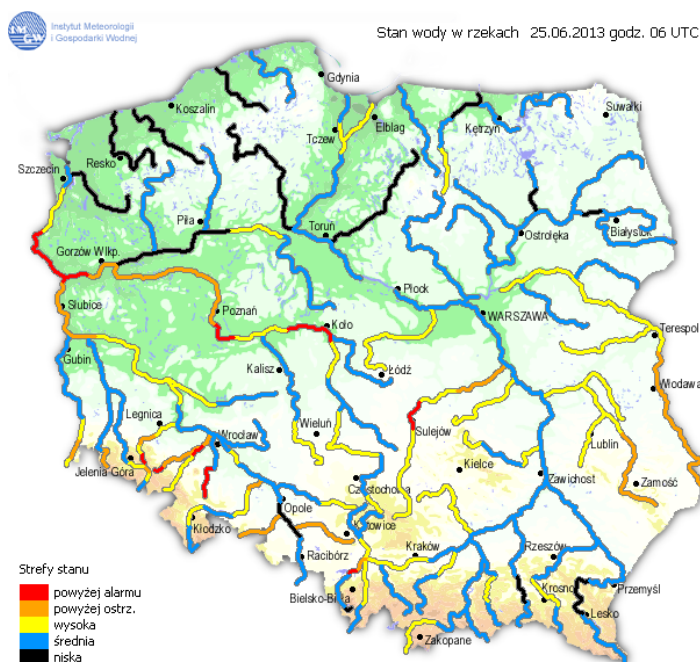 IMGW
Instytut Meteorologii
i Gospodarki Wodnej
Stan wody w rzekach 25.06.2013 godz. 06 UTC
Gdynia
Koszalin
Suwałki
Elbląg
Kętrzyn
Tczew
Resko
Szczecin
Piła
Toruń
Ostrołęka
Białystok
Gorzów Wlkp.
Płock
Słubice
Poznań
WARSZAWA
Koło
Terespol
Gubin
Kalisz
Łódź
Włodawa
Legnica
Wieluń
Sulejów
Wrocław
Lublin
Jelenia Góra
Kielce
Częstochowa
Zawichost
Zamość
Opole
Kłodzko
Katowice
Racibórz
Kraków
Rzeszów
Bielsko-Biała
Krosno
Przemyśl
Lesko
Zakopane
Strefy stanu
powyżej alarmu
powyżej ostrz.
wysoka
średnia
niska